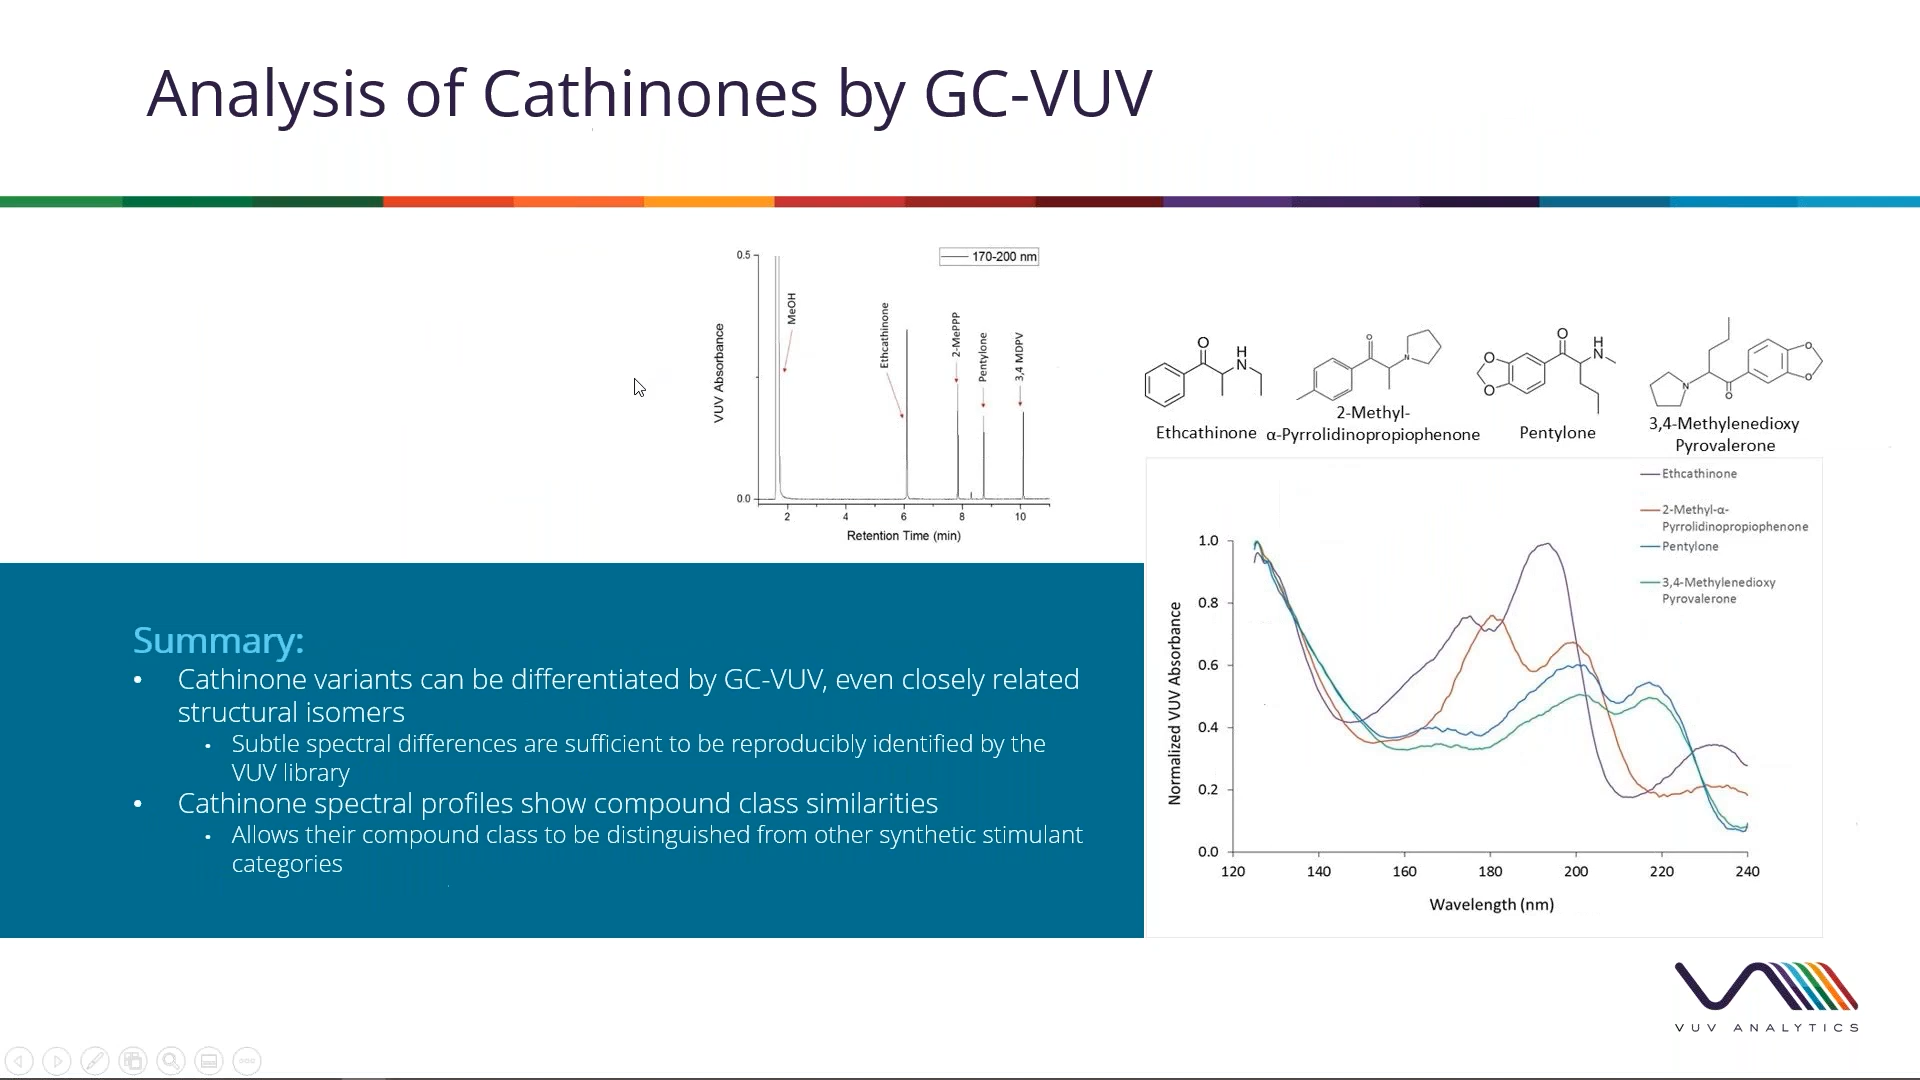 Analysis of Cathinones by GC-VUV
0.5
170-200 nm
MeOH
Ethcathinone
2-MePPP
Pentylone
3,4 MDPV
VUV Absorbance
0.0
2 4 6 8 10
Retention Time (min)
O
H
N
O
N
O
H
N
O
O
N
O
O
O
Ethcathinone
2-Methyl-
α-Pyrrolidinopropiophenone
Pentylone
3,4-Methylenedioxy
Pyrovalerone
Ethcathinone
2-Methyl-α-
Pyrrolidinopropiophenone
Pentylone
3,4-Methylenedioxy
Pyrovalerone
Normalized VUV Absorbance
1.0
0.8
0.6
0.4
0.2
0.0
120 140 160 180 200 220 240
Wavelength (nm)
Summary:
• Cathinone variants can be differentiated by GC-VUV, even closely related
structural isomers
• Subtle spectral differences are sufficient to be reproducibly identified by the
VUV library
• Cathinone spectral profiles show compound class similarities
• Allows their compound class to be distinguished from other synthetic stimulant
categories
VUV ANALYTICS